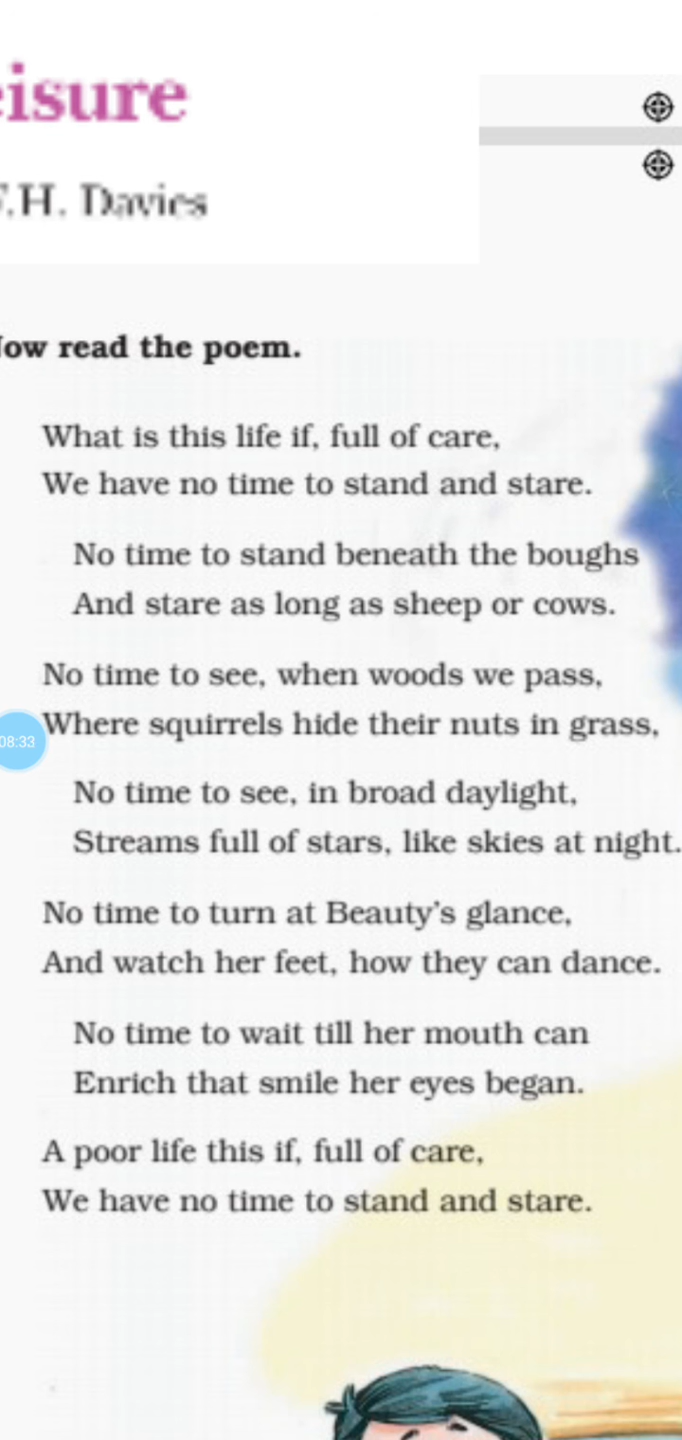 eisure
.H. Davies
ow read the poem.
What is this life if, full of care,
We have no time to stand and stare.
No time to stand beneath the boughs
And stare as long as sheep or cows.
No time to see, when woods we pass,
Where squirrels hide their nuts in grass,
08:33
No time to see, in broad daylight,
Streams full of stars, like skies at night.
No time to turn at Beauty's glance,
And watch her feet, how they can dance.
No time to wait till her mouth can
Enrich that smile her eyes began.
A poor life this if, full of care,
We have no time to stand and stare.